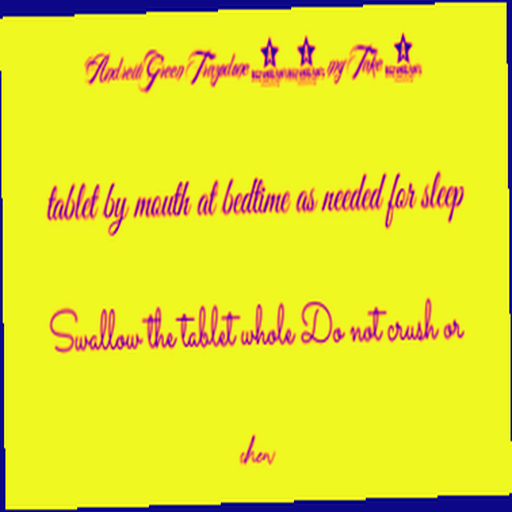 Andreia Green Trazodone mg Take
tablet by mouth at bedtime as needed for sleep
Swallow the tablet whole Do not crush or
chew